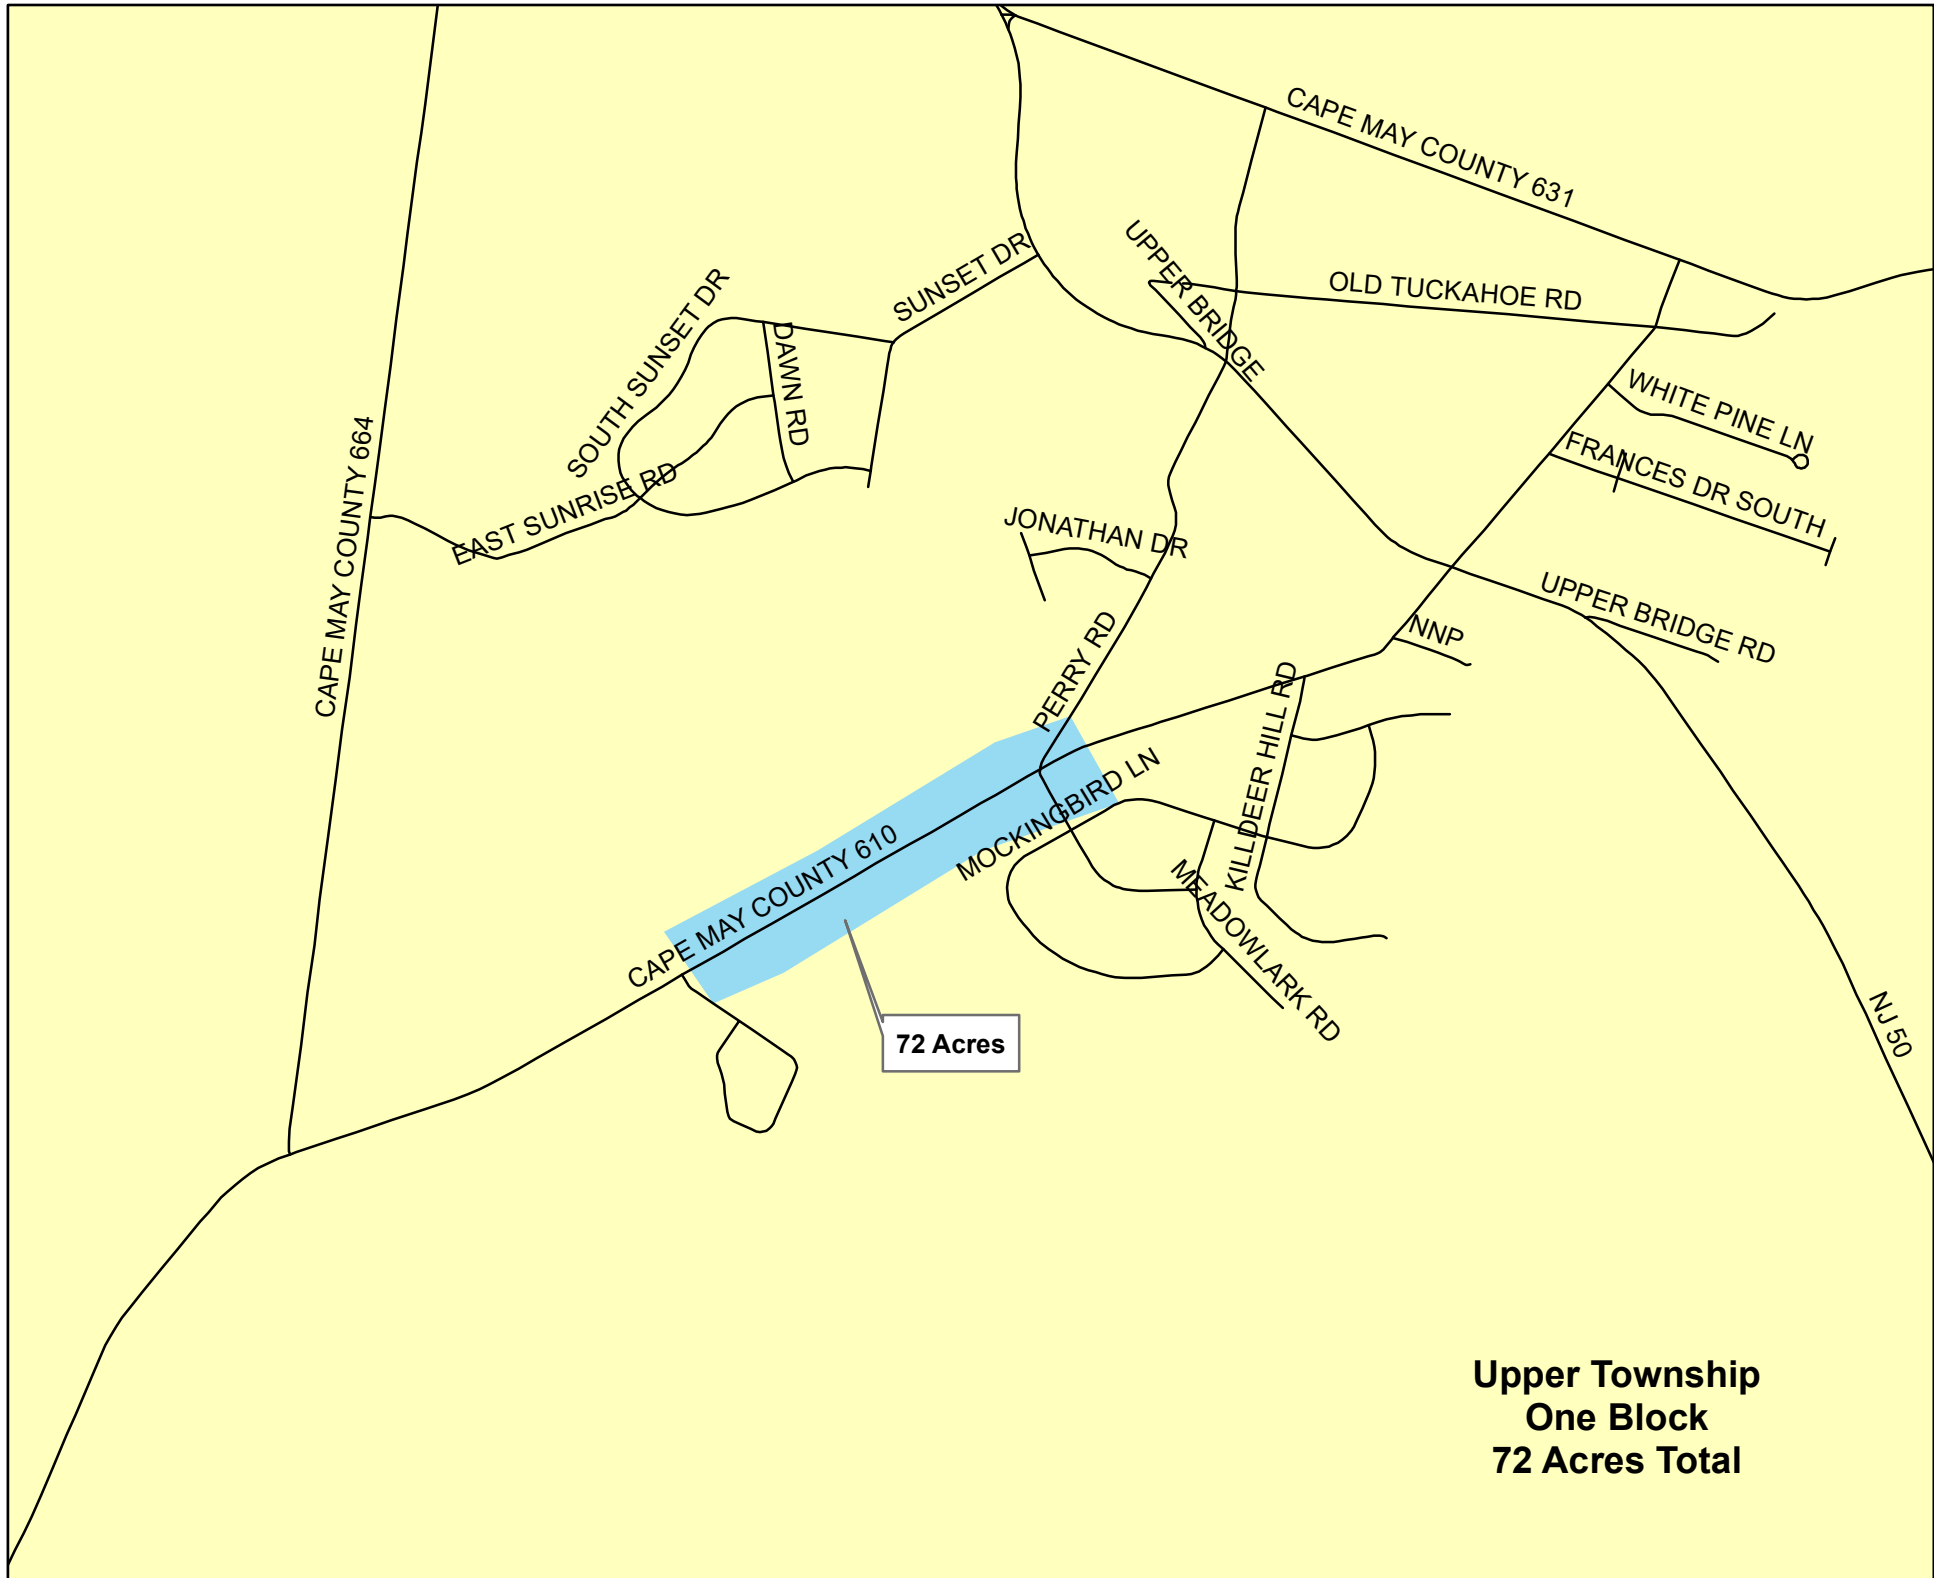 CAPE MAY COUNTY 631
UPPER BRIDGE
SUNSET DR
OLD TUCKAHOE RD
SOUTH SUNSET DR
DAWN RD
WHITE PINE LN
CAPE MAY COUNTY 664
FRANCES DR SOUTH
EAST SUNRISE RD
JONATHAN DR
UPPER BRIDGE RD
PERRY RD
NNP
KILLDEER HILL RD
MOCKINGBIRD LN
CAPE MAY COUNTY 610
MEADOWLARK RD
NJ 50
72 Acres
Upper Township
One Block
72 Acres Total